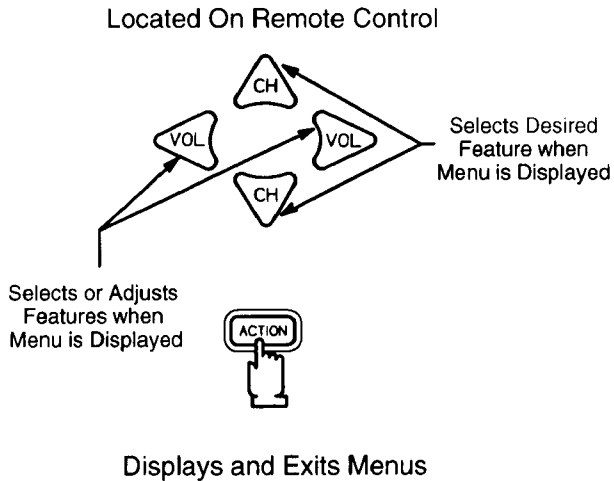 Located On Remote Control
CH
VOL
VOL
CH
Selects Desired
Feature when
Menu is Displayed
Selects or Adjusts
Features when
Menu is Displayed
ACTION
Displays and Exits Menus